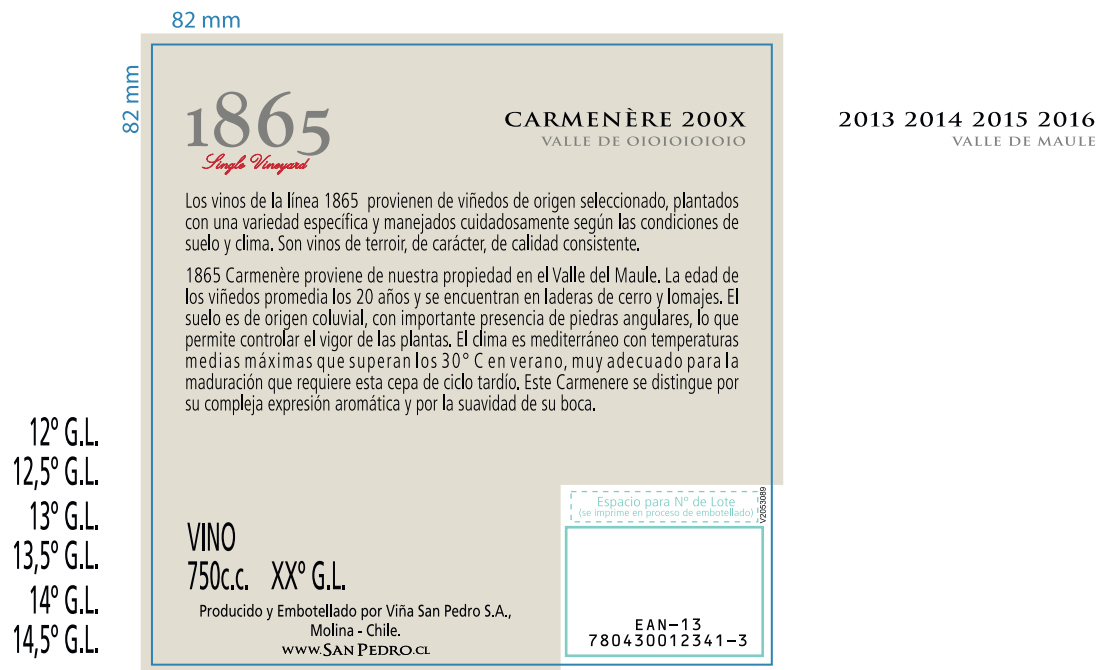 82 mm
82 mm
1865
Single Vineyard
CARMENÈRE 200X
VALLE DE OIOIOIOIOIO
2013 2014 2015 2016
VALLE DE MAULE
Los vinos de la línea 1865 provienen de viñedos de origen seleccionado, plantados
con una variedad específica y manejados cuidadosamente según las condiciones de
suelo y clima. Son vinos de terroir, de carácter, de calidad consistente.
1865 Carmenère proviene de nuestra propiedad en el Valle del Maule. La edad de
los viñedos promedia los 20 años y se encuentran en laderas de cerro y lomajes. El
suelo es de origen coluvial, con importante presencia de piedras angulares, lo que
permite controlar el vigor de las plantas. El clima es mediterráneo con temperaturas
medias máximas que superan los 30° C en verano, muy adecuado para la
maduración que requiere esta cepa de ciclo tardío. Este Carmenere se distingue por
su compleja expresión aromática y por la suavidad de su boca.
12º G.L.
12,5º G.L.
13º G.L.
13,5º G.L.
14º G.L.
14,5º G.L.
VINO
750c.c. XXº G.L.
Producido y Embotellado por Viña San Pedro S.A.,
Molina - Chile.
WWW.SAN PEDRO.CL
Espacio para Nº de Lote
(se imprime en proceso de embotellado)
V2053089
EAN-13
780430012341-3